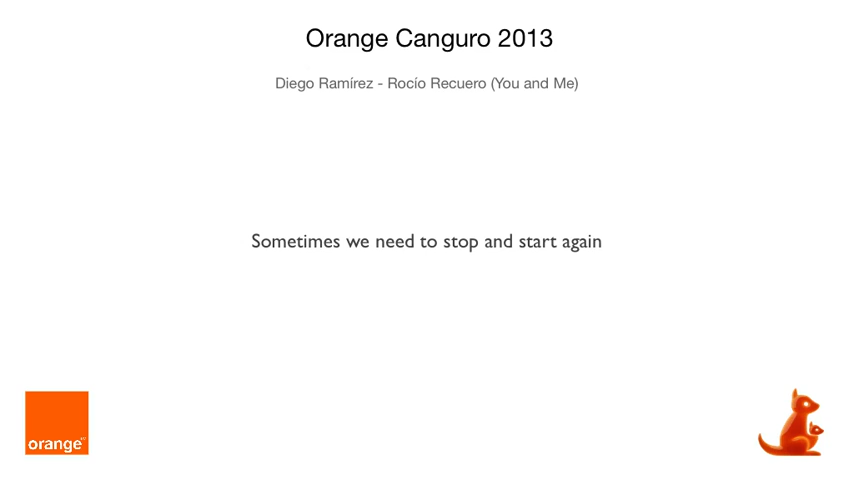 Orange Canguro 2013
Diego Ramírez - Rocío Recuero (You and Me)
Sometimes we need to stop and start again
orange